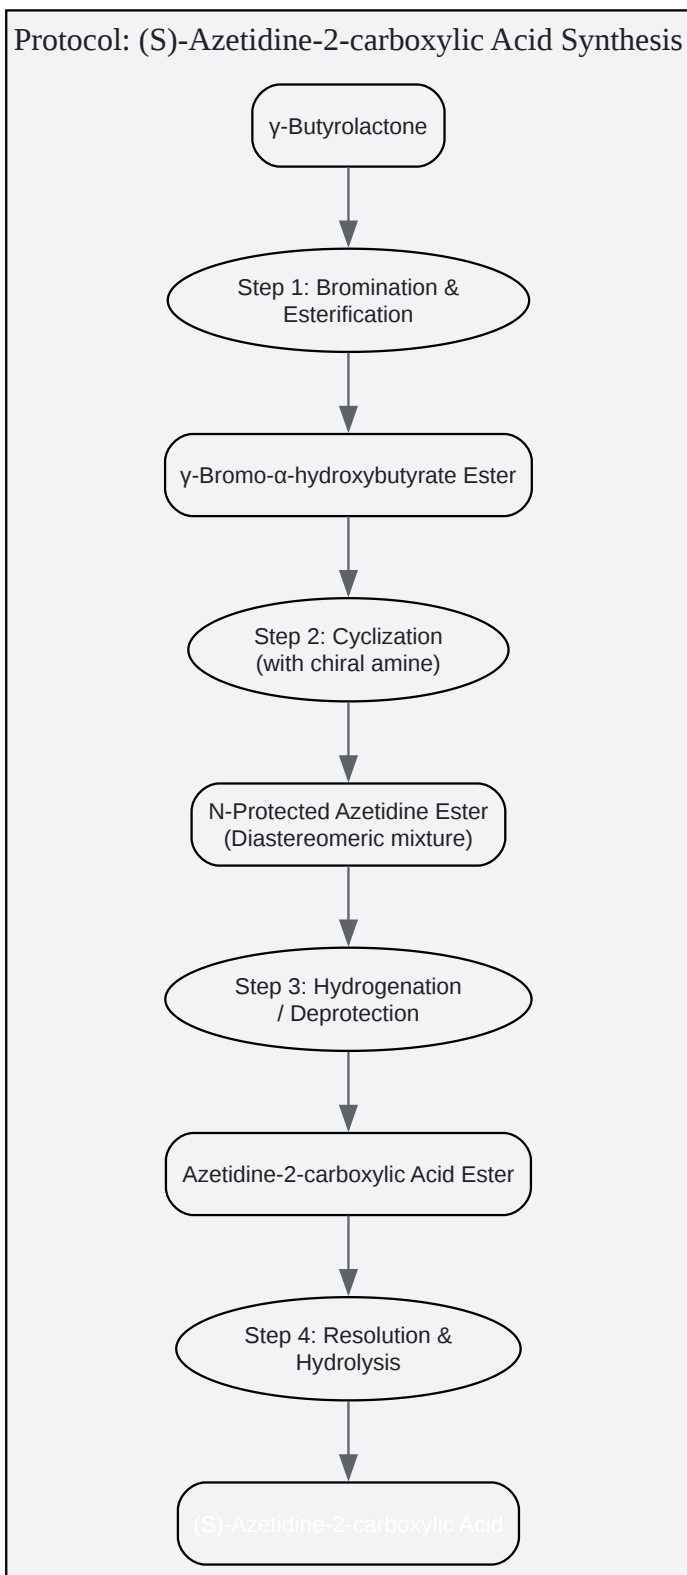 Protocol: (S)-Azetidine-2-carboxylic Acid Synthesis
γ-Butyrolactone
Step 1: Bromination &
Esterification
γ-Bromo-α-hydroxybutyrate Ester
Step 2: Cyclization
(with chiral amine)
N-Protected Azetidine Ester
(Diastereomeric mixture)
Step 3: Hydrogenation
/ Deprotection
Azetidine-2-carboxylic Acid Ester
Step 4: Resolution &
Hydrolysis
(S)-Azetidine-2-carboxylic Acid